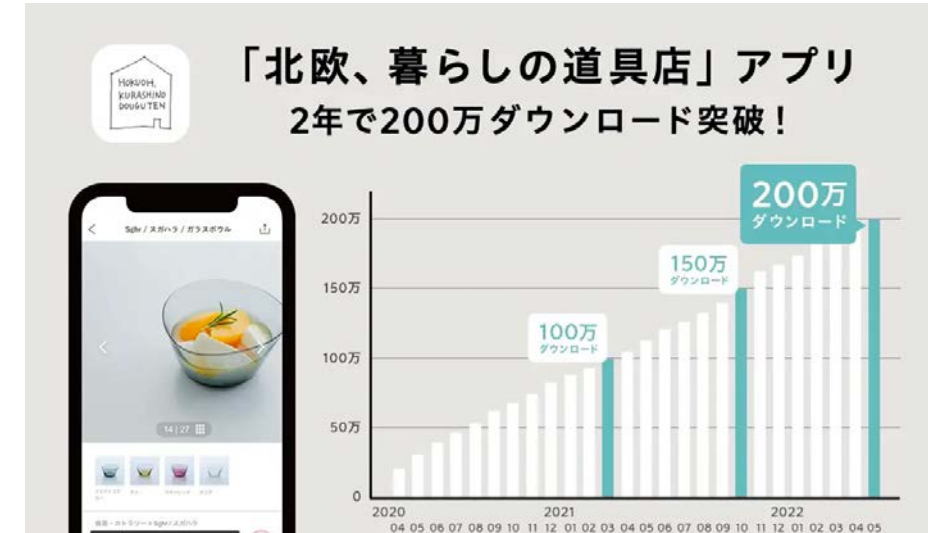 HOKUOH,
KURASHINO
DOUGUTEN
「北欧、暮らしの道具店」アプリ
2年で200万ダウンロード突破！
Sghr / スガハラ / ガラスボウル
14 | 27
200万
150万
100万
50万
0
100万
ダウンロード
150万
ダウンロード
200万
ダウンロード
2020 2021 2022
04 05 06 07 08 09 10 11 12 01 02 03 04 05 06 07 08 09 10 11 12 01 02 03 04 05